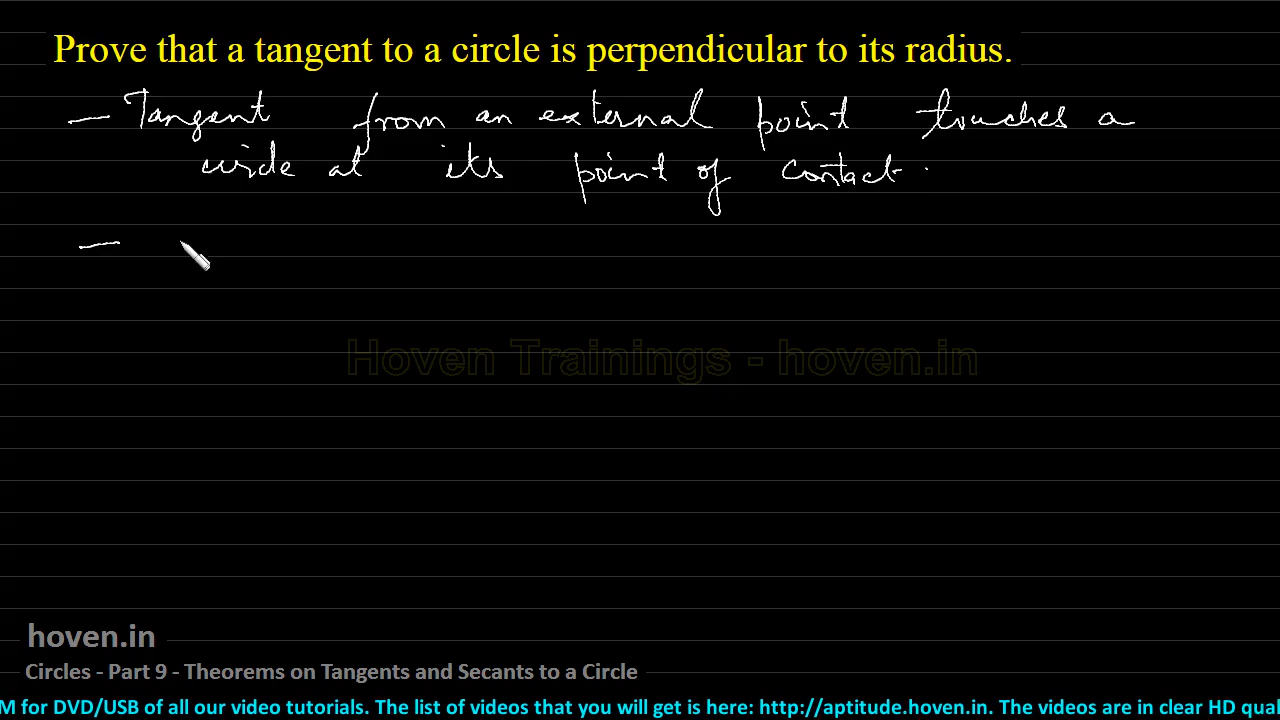 Prove that a tangent to a circle is perpendicular to its radius.
— Tangent from an external point touches a
circle at its point of contact.
—
Hoven Trainings - hoven.in
hoven.in
Circles - Part 9 - Theorems on Tangents and Secants to a Circle
M for DVD/USB of all our video tutorials. The list of videos that you will get is here: http://aptitude.hoven.in. The videos are in clear HD qual